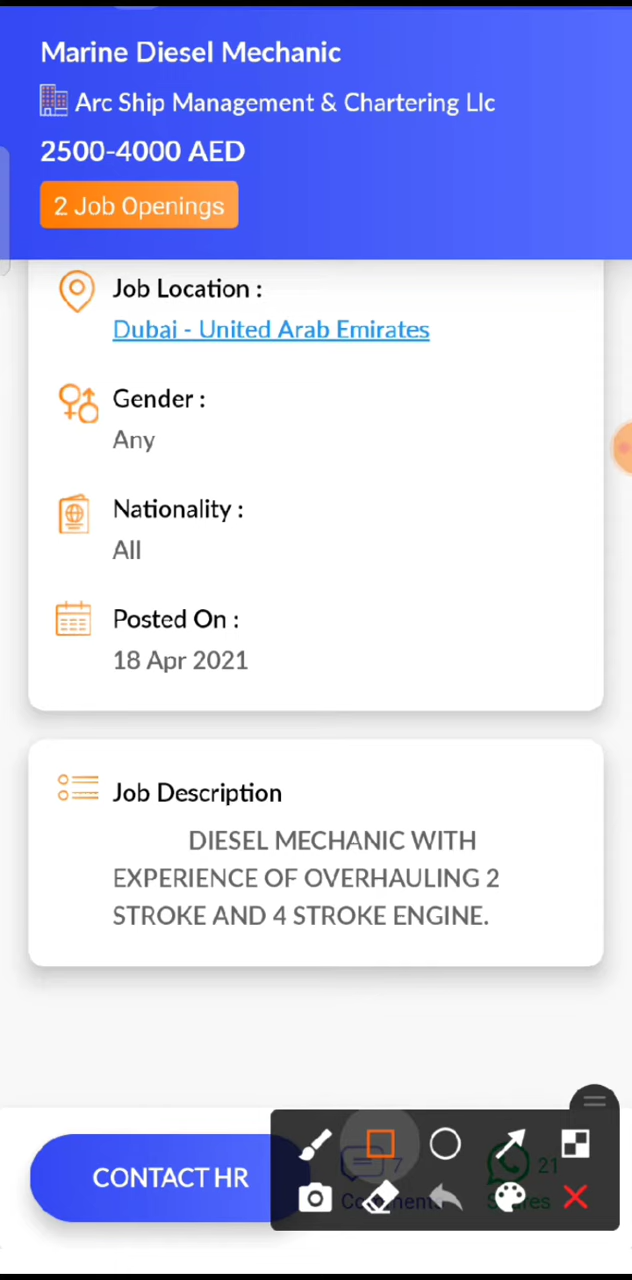 Marine Diesel Mechanic
Arc Ship Management & Chartering Llc
2500-4000 AED
2 Job Openings
Job Location :
Dubai - United Arab Emirates
Gender :
Any
Nationality :
All
Posted On :
18 Apr 2021
Job Description
DIESEL MECHANIC WITH
EXPERIENCE OF OVERHAULING 2
STROKE AND 4 STROKE ENGINE.
CONTACT HR
7
21